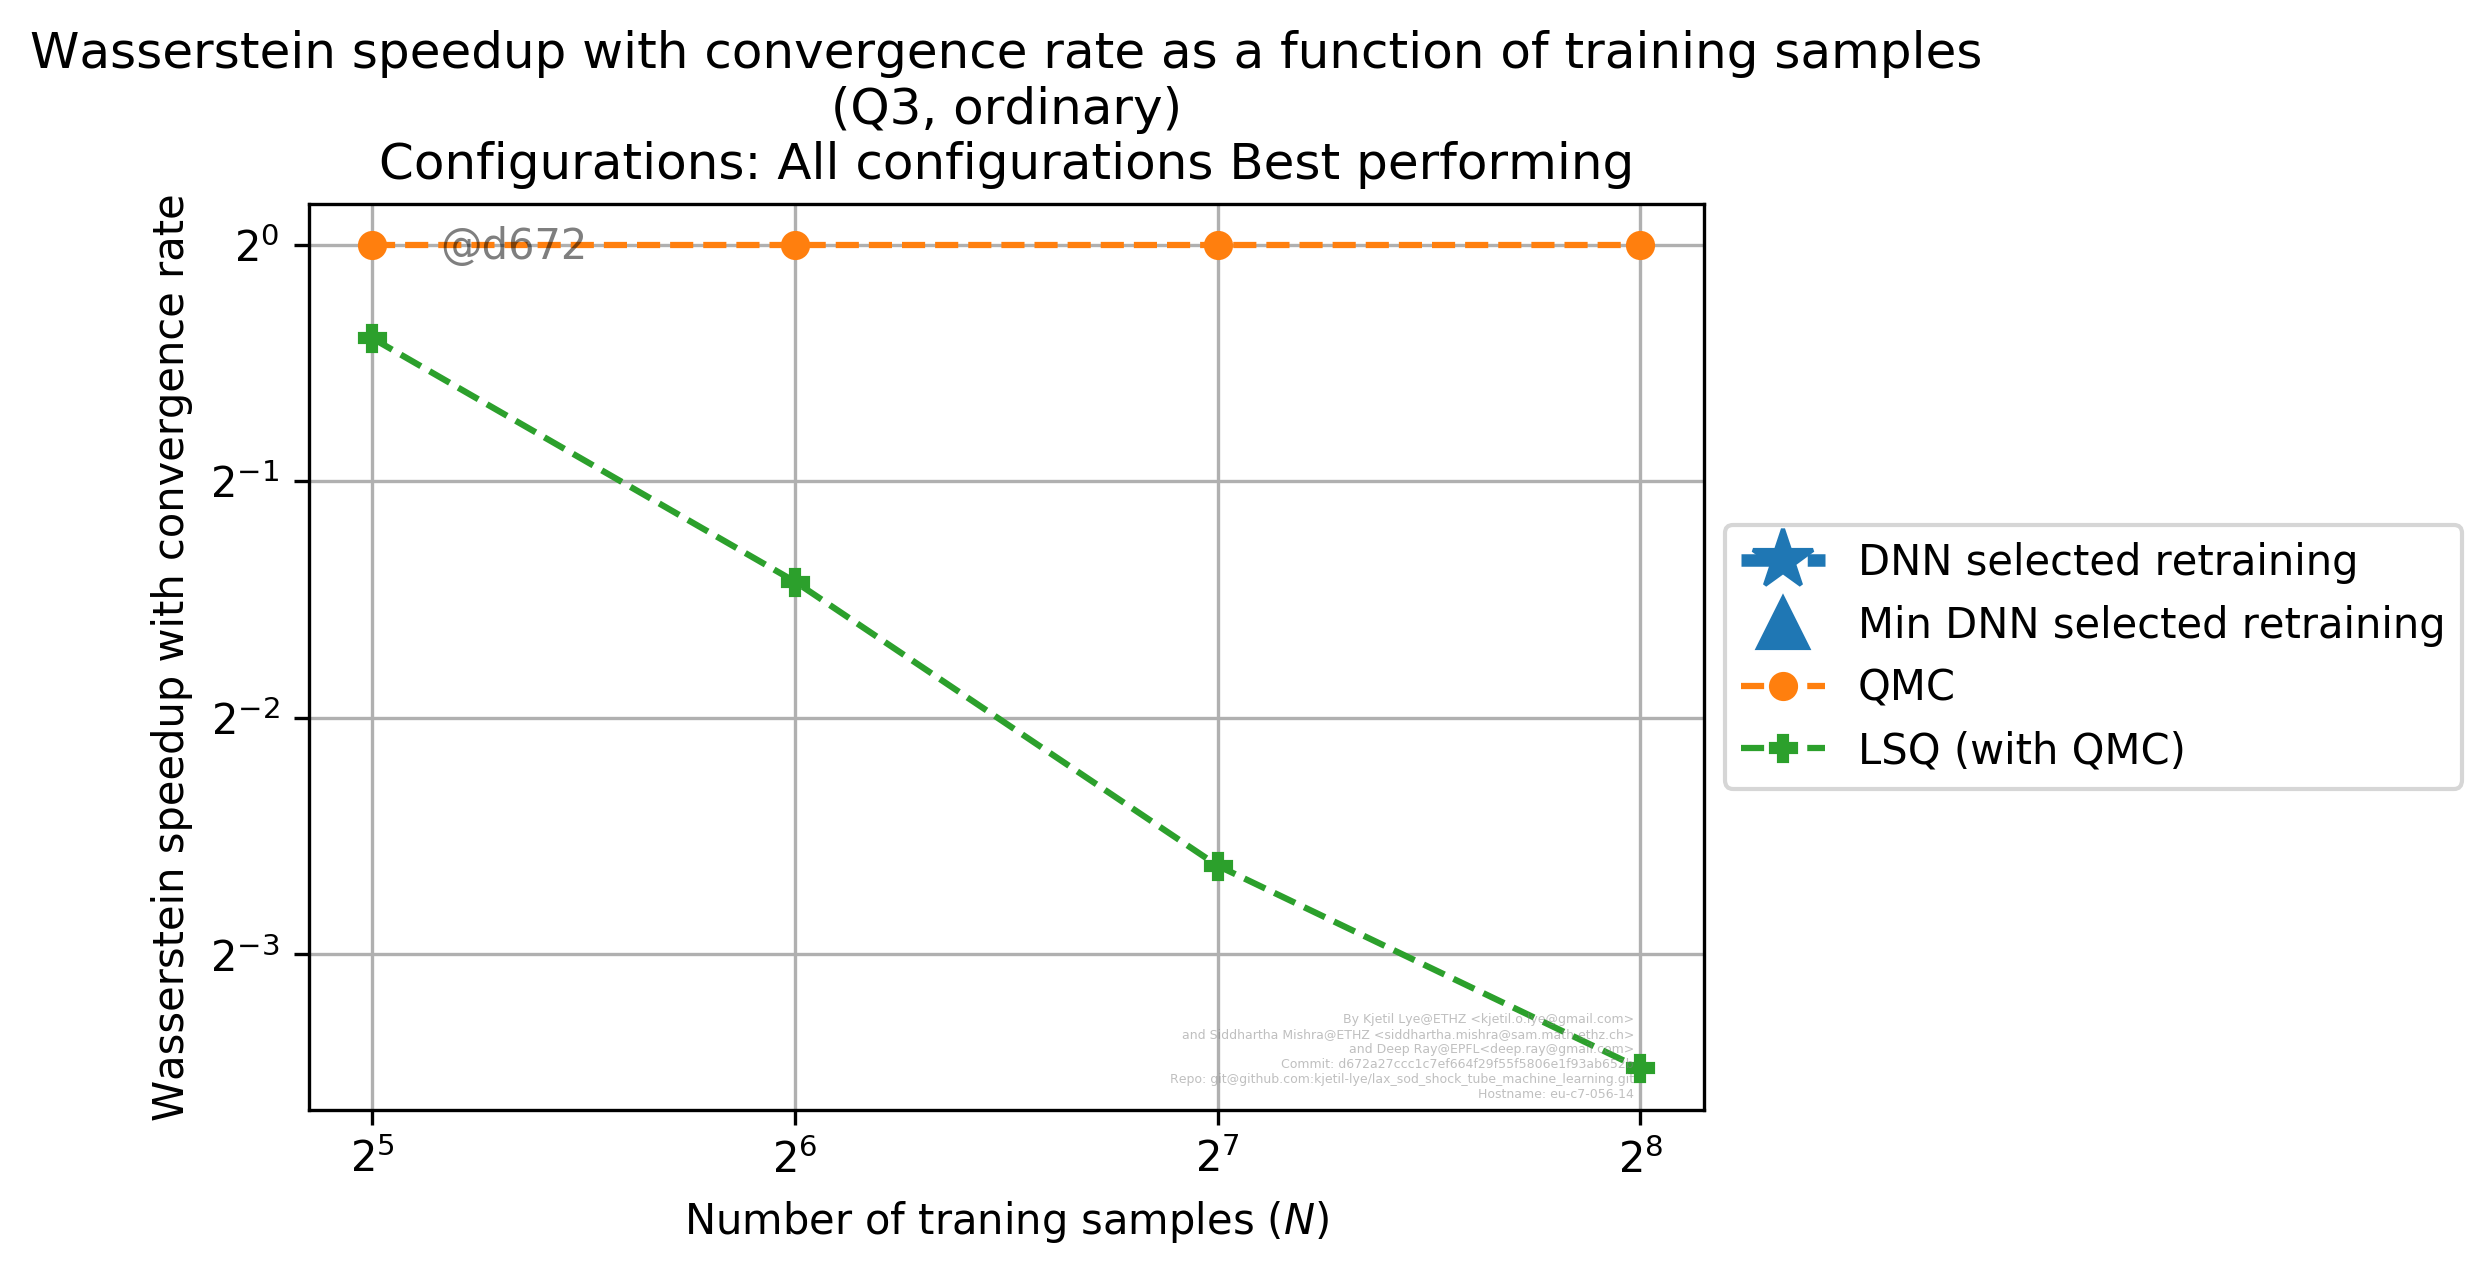 Wasserstein speedup with convergence rate as a function of training samples
(Q3, ordinary)
Configurations: All configurations Best performing
Wasserstein speedup with convergence rate
2⁰
2⁻¹
2⁻²
2⁻³
@d672
DNN selected retraining
Min DNN selected retraining
QMC
LSQ (with QMC)
By Kjetil Lye@ETHZ <kjetil.o.lye@gmail.com>
and Siddhartha Mishra@ETHZ <siddhartha.mishra@sam.math.ethz.ch>
and Deep Ray@EPFL<deep.ray@gmail.com>
Commit:
Repo: git@github.com:kjetil-lye/lax_sod_shock_tube_machine_learning.git
Hostname: eu-c7-056-14
2⁵
2⁶
2⁷
2⁸
Number of traning samples (N)